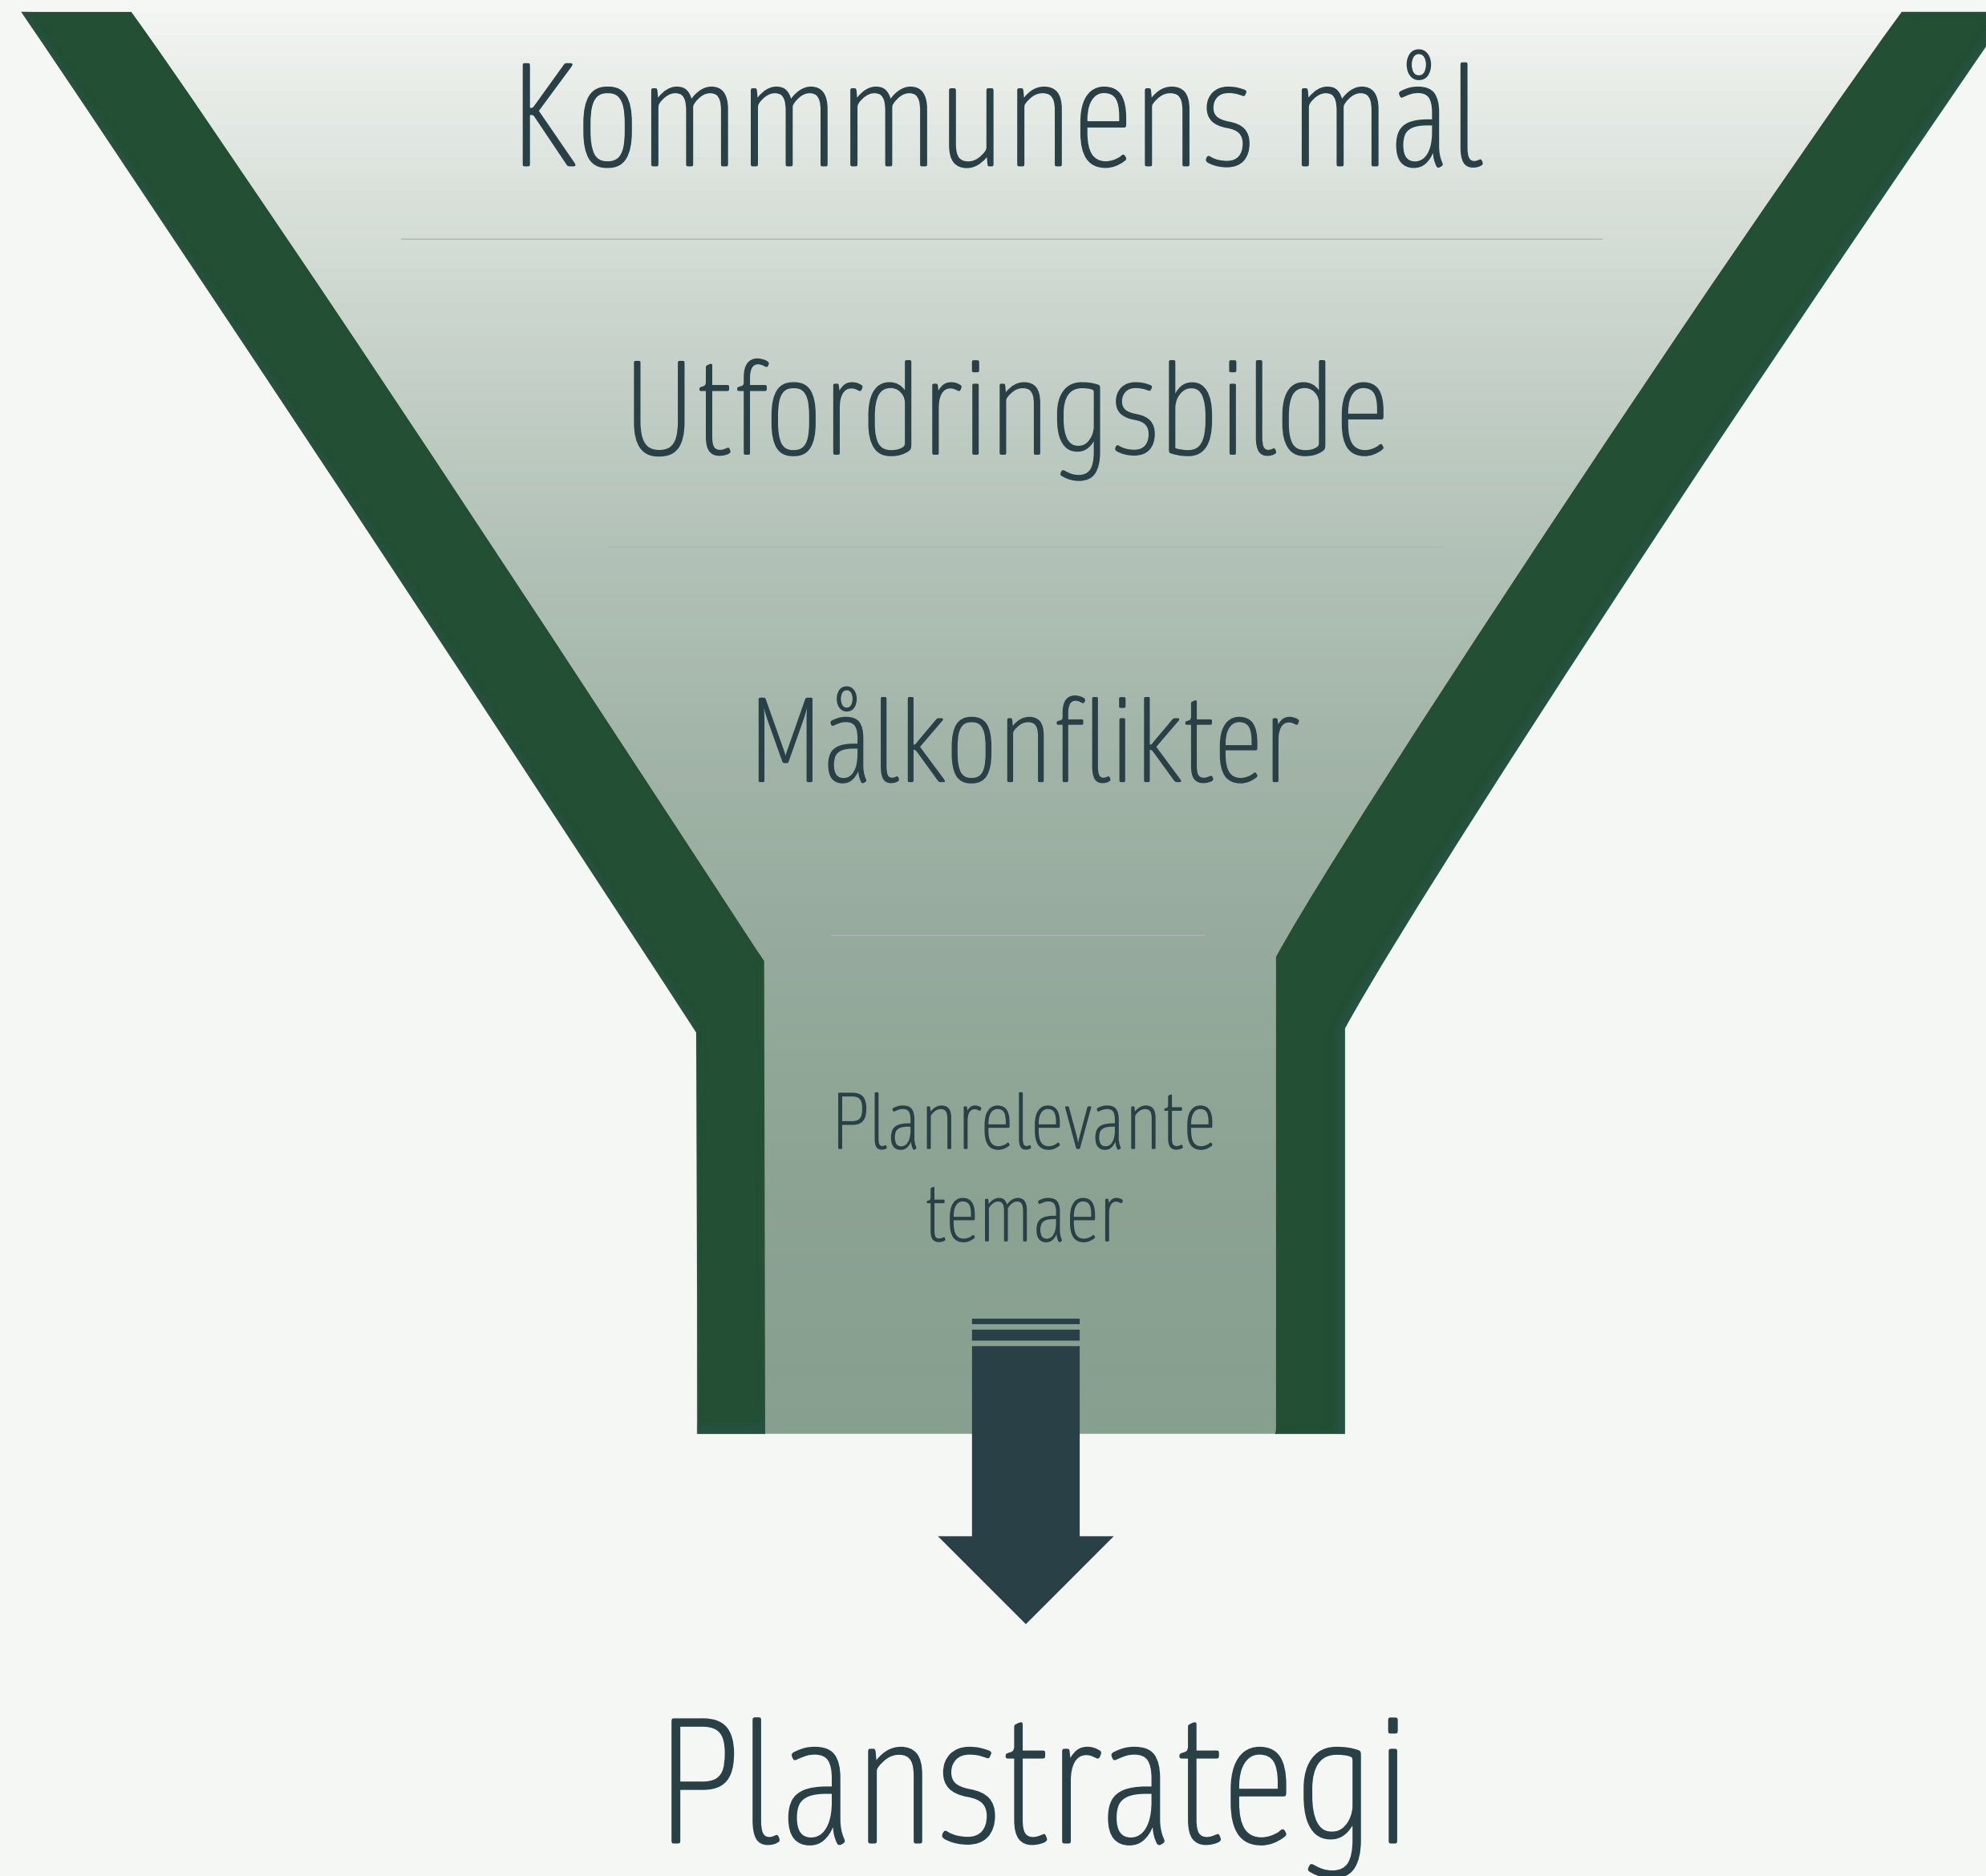 Kommmunens mål
Utfordringsbilde
Målkonflikter
Planrelevante
temaer
Planstrategi